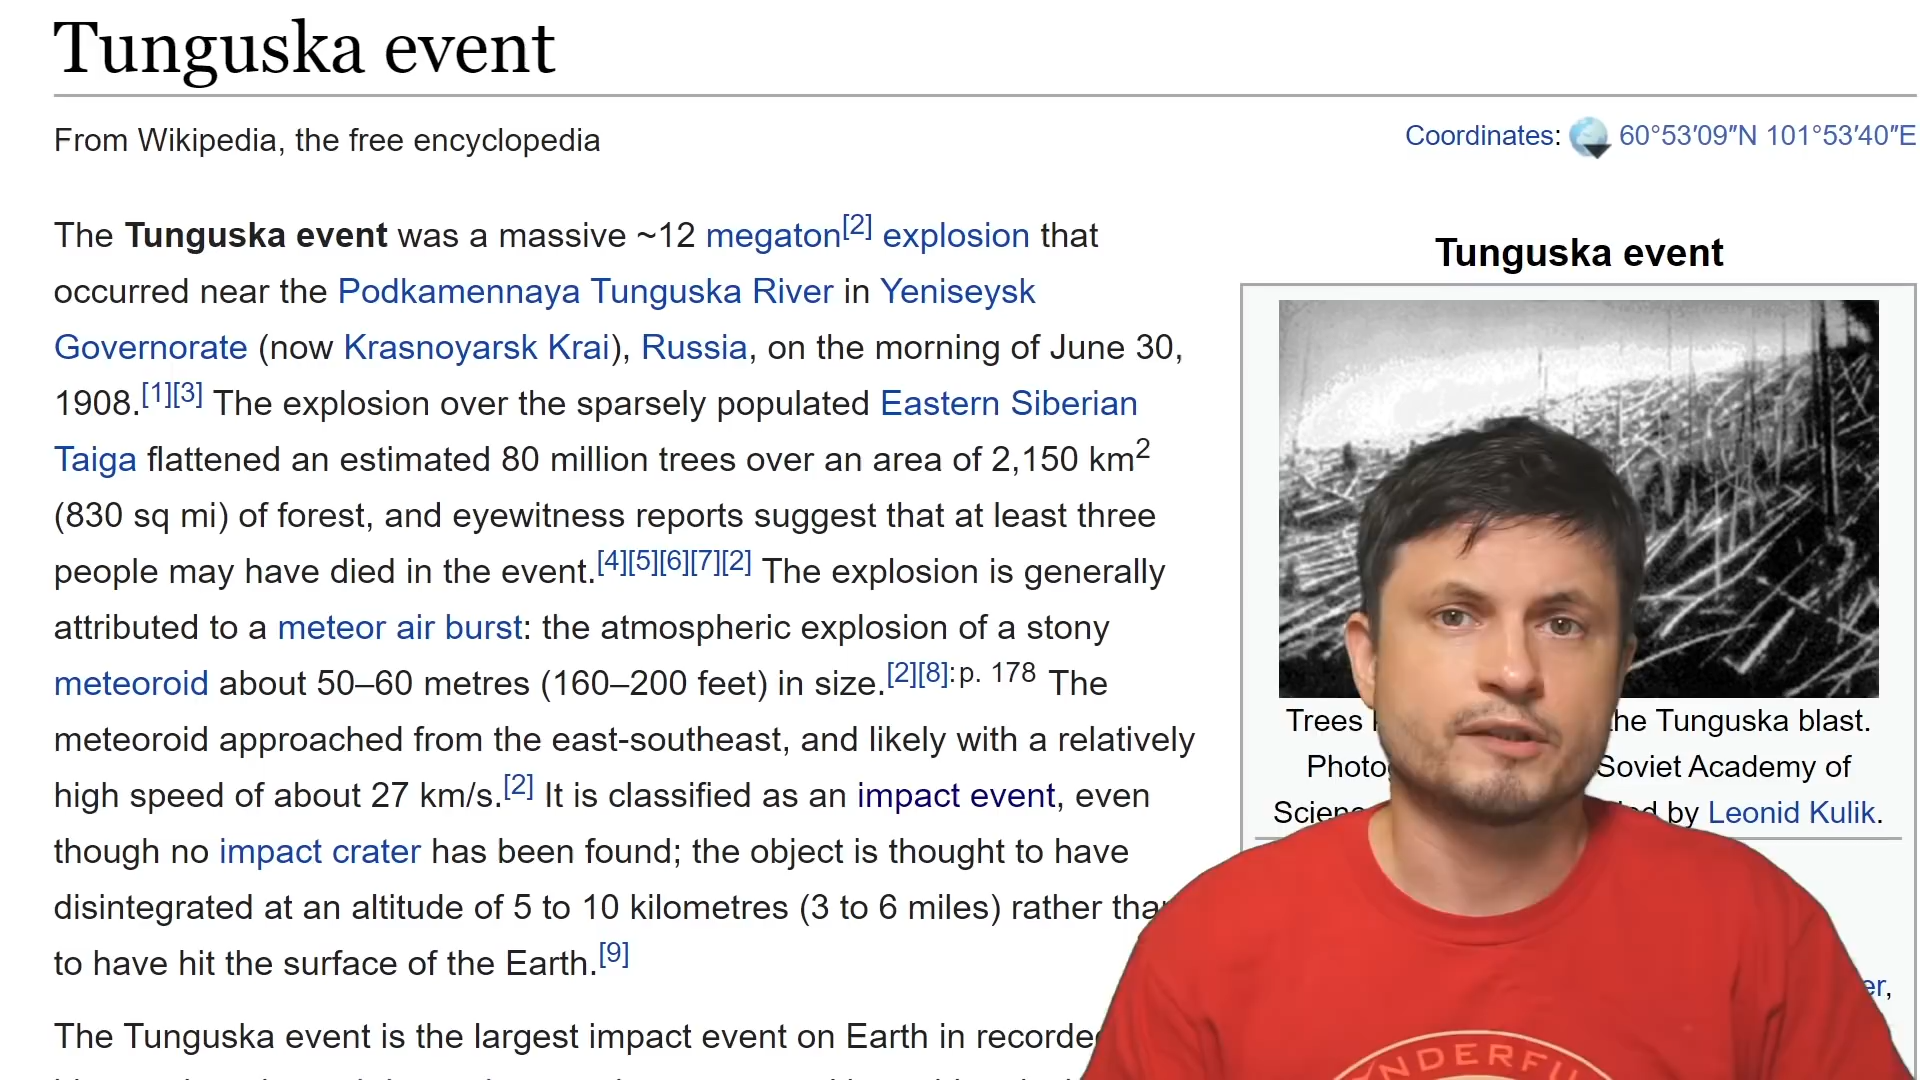 Tunguska event
From Wikipedia, the free encyclopedia
Coordinates: 60°53′09″N 101°53′40″E
The Tunguska event was a massive ~12 megaton[2] explosion that
occurred near the Podkamennaya Tunguska River in Yeniseysk
Governorate (now Krasnoyarsk Krai), Russia, on the morning of June 30,
1908.[1][3] The explosion over the sparsely populated Eastern Siberian
Taiga flattened an estimated 80 million trees over an area of 2,150 km2
(830 sq mi) of forest, and eyewitness reports suggest that at least three
people may have died in the event.[4][5][6][7][2] The explosion is generally
attributed to a meteor air burst: the atmospheric explosion of a stony
meteoroid about 50–60 metres (160–200 feet) in size.[2][8]:p. 178 The
meteoroid approached from the east-southeast, and likely with a relatively
high speed of about 27 km/s.[2] It is classified as an impact event, even
though no impact crater has been found; the object is thought to have
disintegrated at an altitude of 5 to 10 kilometres (3 to 6 miles) rather
to have hit the surface of the Earth.[9]
The Tunguska event is the largest impact event on Earth in
Tunguska event
Trees the Tunguska blast.
Soviet Academy of
by Leonid Kulik.